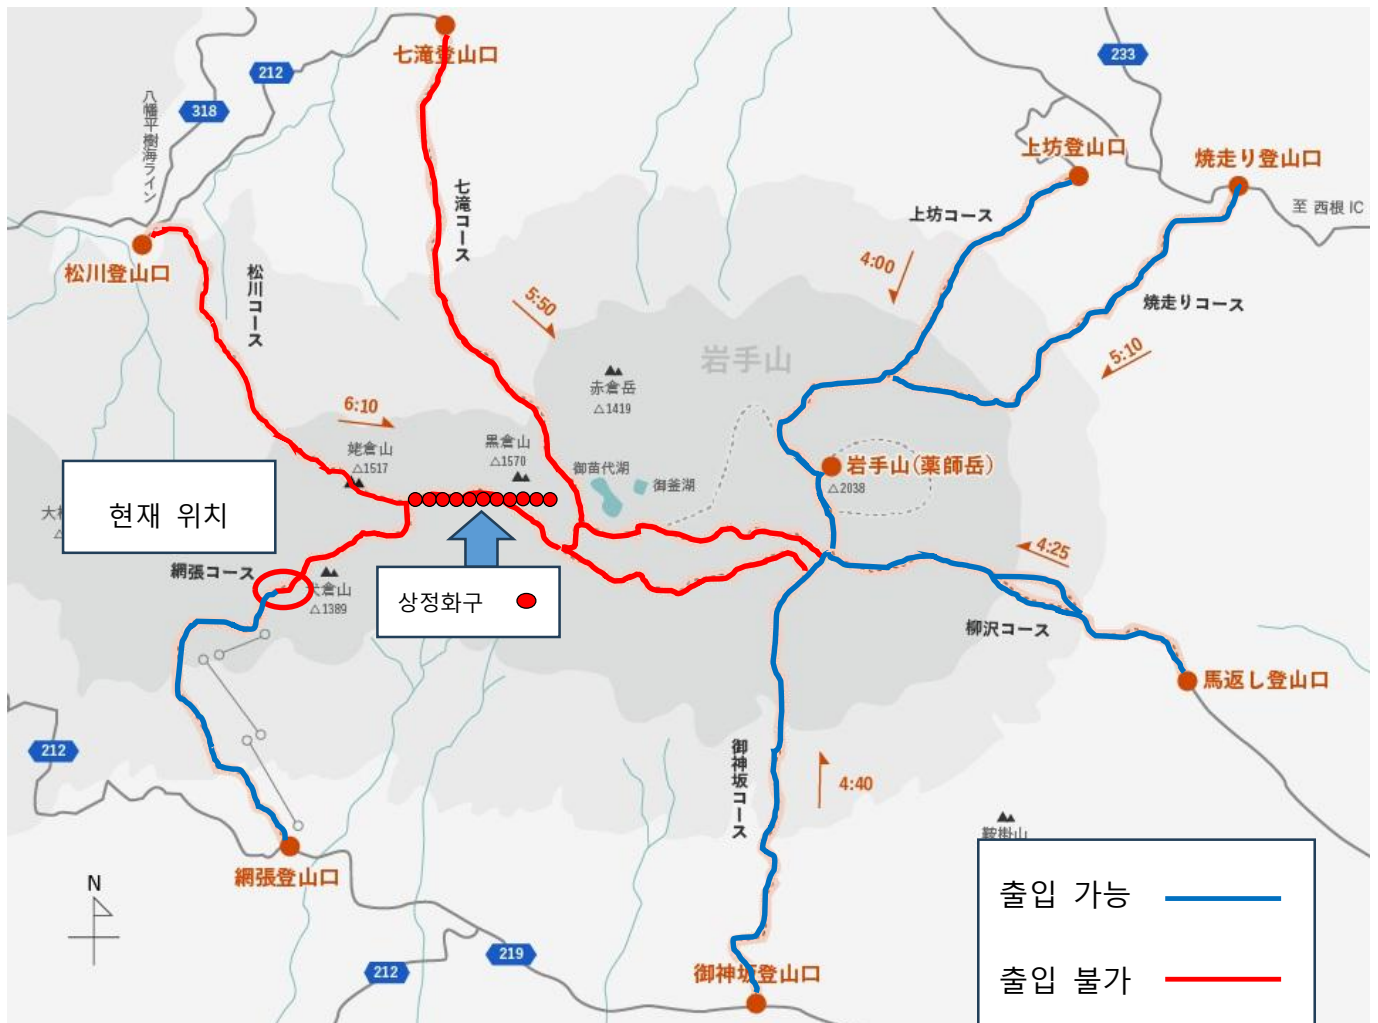 七滝登山口
233
212
318
八幡平樹海ライン
上坊登山口
焼走り登山口
至 西根 IC
七滝コース
上坊コース
松川登山口
松川コース
4:00
5:50
焼走りコース
5:10
岩手山
赤倉岳
△1419
6:10
姥倉山
△1517
黒倉山
△1570
御苗代湖
御釜湖
岩手山(薬師岳)
△2038
현재 위치
網張コース
犬倉山
△1389
상정화구
4:25
柳沢コース
馬返し登山口
212
御神坂コース
4:40
鞍掛山
網張登山口
N
출입 가능
219
212
御神坂登山口
출입 불가